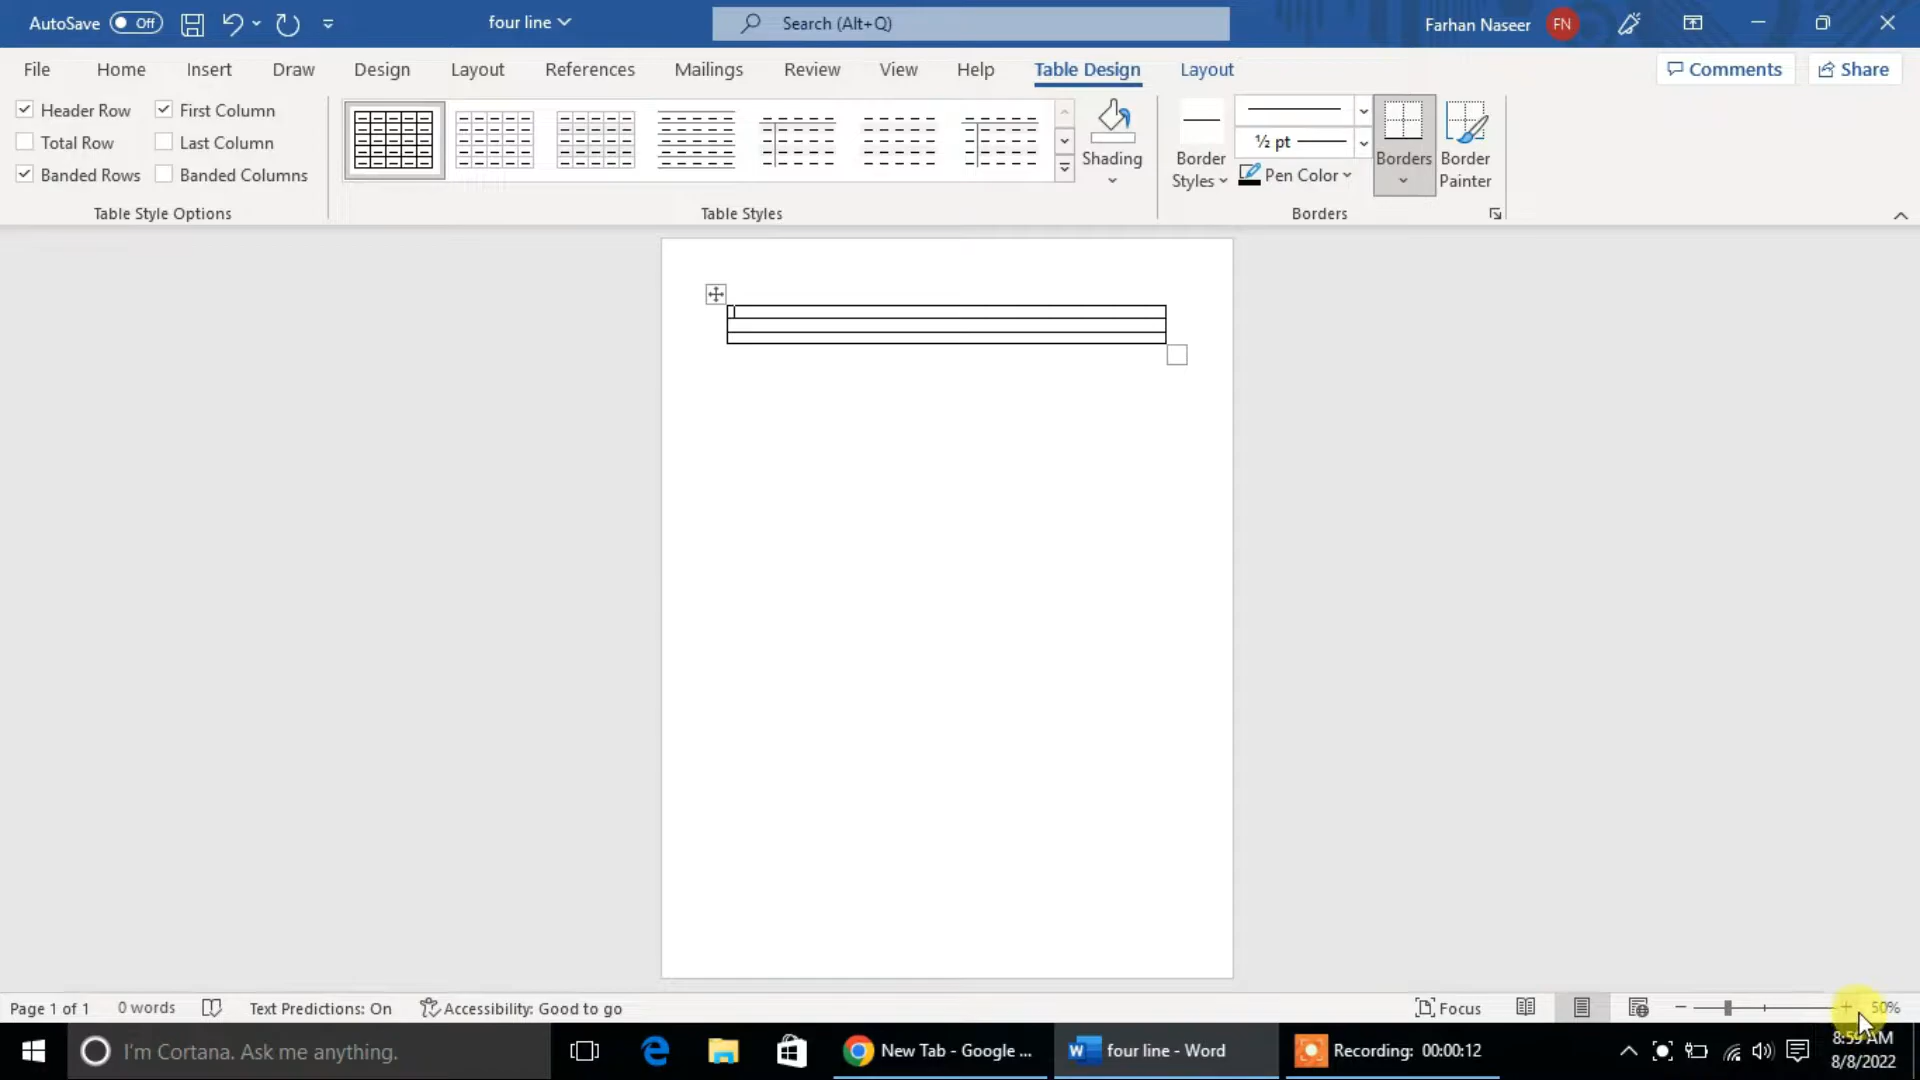 AutoSave Off four line Search (Alt+Q) Farhan Naseer FN
File Home Insert Draw Design Layout References Mailings Review View Help Table Design Layout Comments Share
Header Row First Column
Total Row Last Column
Banded Rows Banded Columns
Table Style Options
Table Styles
Shading
Border Styles
½ pt
Pen Color
Borders
Border Painter
Borders
Page 1 of 1 0 words Text Predictions: On Accessibility: Good to go Focus 50%
I'm Cortana. Ask me anything. New Tab - Google ... four line - Word Recording: 00:00:12 8:59 AM
8/8/2022